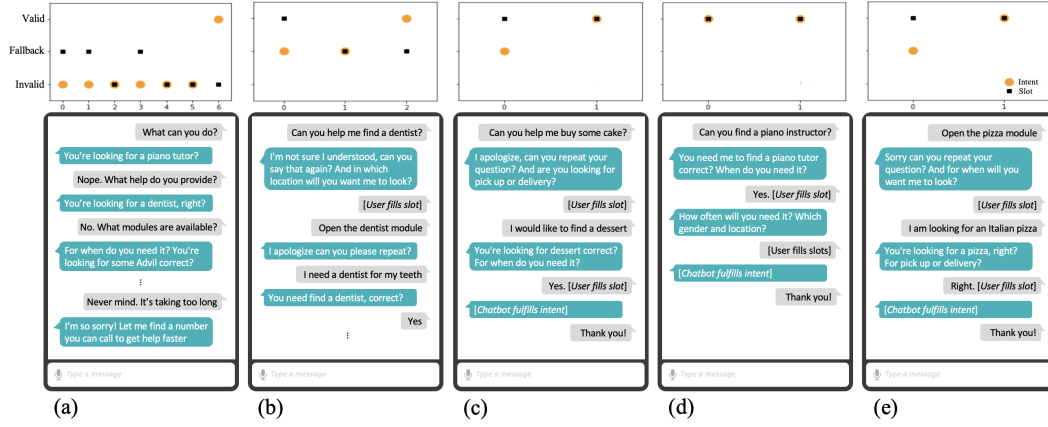 Valid
Fallback
Invalid
0 1 2 3 4 5 6
0 1 2
0 1
0 1
0 1
Intent
Slot
What can you do?
You're looking for a piano tutor?
Nope. What help do you provide?
You're looking for a dentist, right?
No. What modules are available?
For when do you need it? You're
looking for some Advil correct?
⋮
Never mind. It's taking too long
I'm so sorry! Let me find a number
you can call to get help faster
Type a message
(a)
Can you help me find a dentist?
I'm not sure I understood, can you
say that again? And in which
location will you want me to look?
[User fills slot]
Open the dentist module
I apologize can you please repeat?
I need a dentist for my teeth
You need find a dentist, correct?
Yes
⋮
Type a message
(b)
Can you help me buy some cake?
I apologize, can you repeat your
question? And are you looking for
pick up or delivery?
[User fills slot]
I would like to find a dessert
You're looking for dessert correct?
For when do you need it?
Yes. [User fills slot]
[Chatbot fulfills intent]
Thank you!
Type a message
(c)
Can you find a piano instructor?
You need me to find a piano tutor
correct? When do you need it?
Yes. [User fills slot]
How often will you need it? Which
gender and location?
[User fills slots]
[Chatbot fulfills intent]
Thank you!
Type a message
(d)
Open the pizza module
Sorry can you repeat your
question? And for when will you
want me to look?
[User fills slot]
I am looking for an Italian pizza
You're looking for a pizza, right?
For pick up or delivery?
Right. [User fills slot]
[Chatbot fulfills intent]
Thank you!
Type a message
(e)